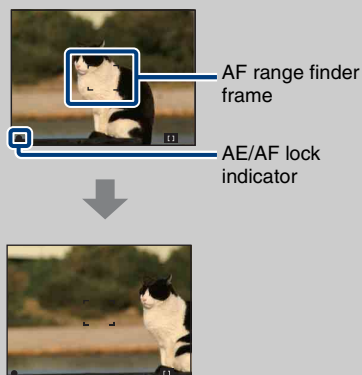 AF range finder
frame
AE/AF lock
indicator